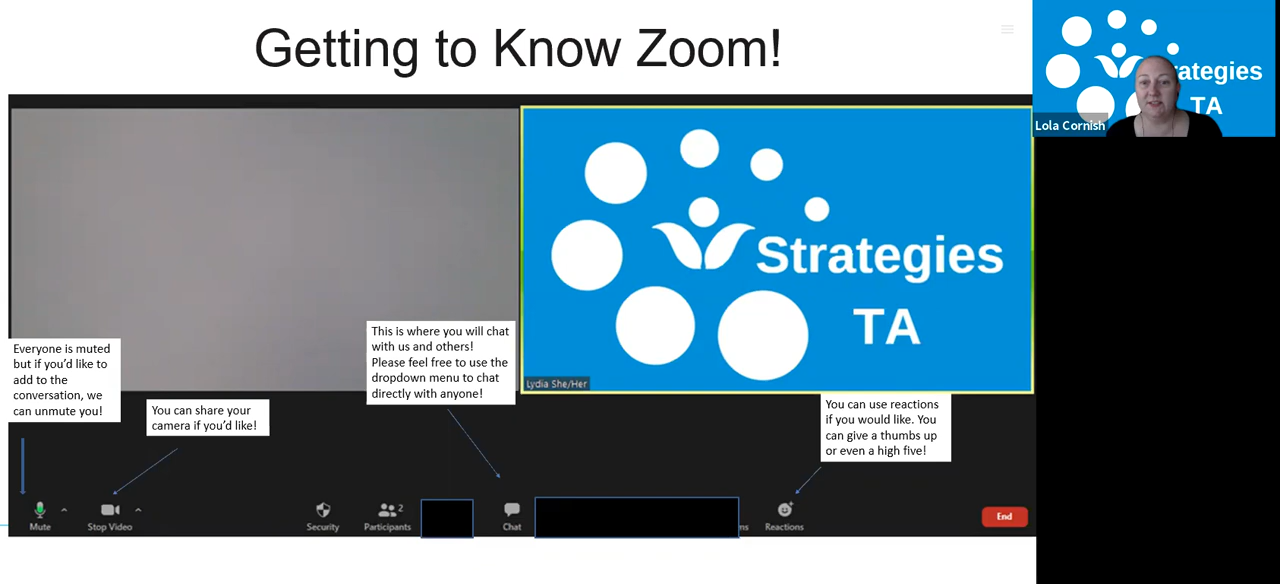 Getting to Know Zoom!
rategies
TA
Lola Cornish
Strategies
TA
Lydia She/Her
Everyone is muted
but if you'd like to
add to the
conversation, we
can unmute you!
You can share your
camera if you'd like!
This is where you will chat
with us and others!
Please feel free to use the
dropdown menu to chat
directly with anyone!
You can use reactions
if you would like. You
can give a thumbs up
or even a high five!
Mute
Stop Video
Security
Participants
2
Chat
ms
Reactions
End